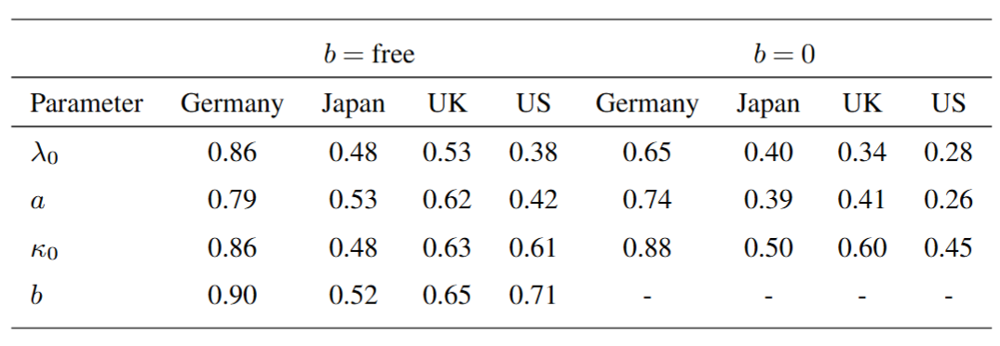 b = free b = 0
Parameter Germany Japan UK US Germany Japan UK US
λ₀ 0.86 0.48 0.53 0.38 0.65 0.40 0.34 0.28
a 0.79 0.53 0.62 0.42 0.74 0.39 0.41 0.26
κ₀ 0.86 0.48 0.63 0.61 0.88 0.50 0.60 0.45
b 0.90 0.52 0.65 0.71 - - - -